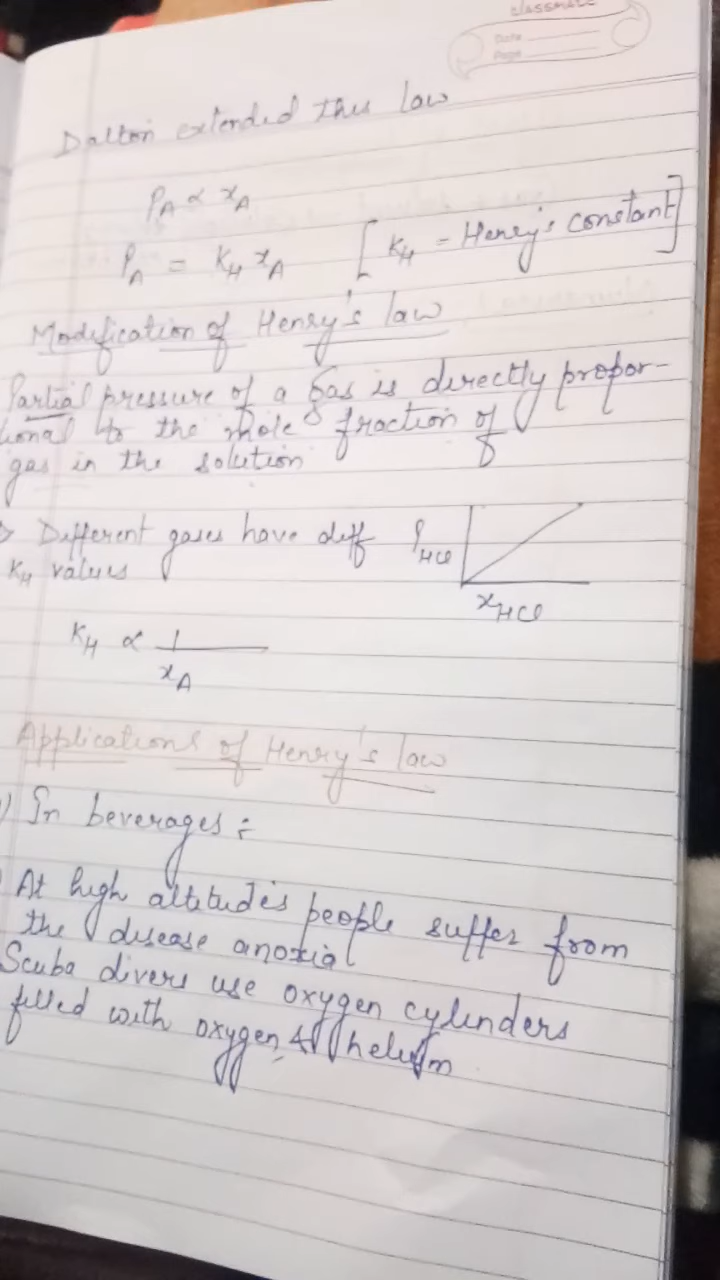 classmate
Date
Page
Dalton extended this law
PA ∝ xA
PA = KH xA [KH - Henry's constant]
Modification of Henry's law
Partial pressure of a gas is directly propor-
tional to the mole fraction of
gas in the solution
Different gases have diff PHCl
KH values
xHCl
KH ∝ 1
xA
Applications of Henry's law
) In beverages :
At high altitudes people suffer from
the disease anoxia
Scuba divers use oxygen cylinders
filled with oxygen & helium